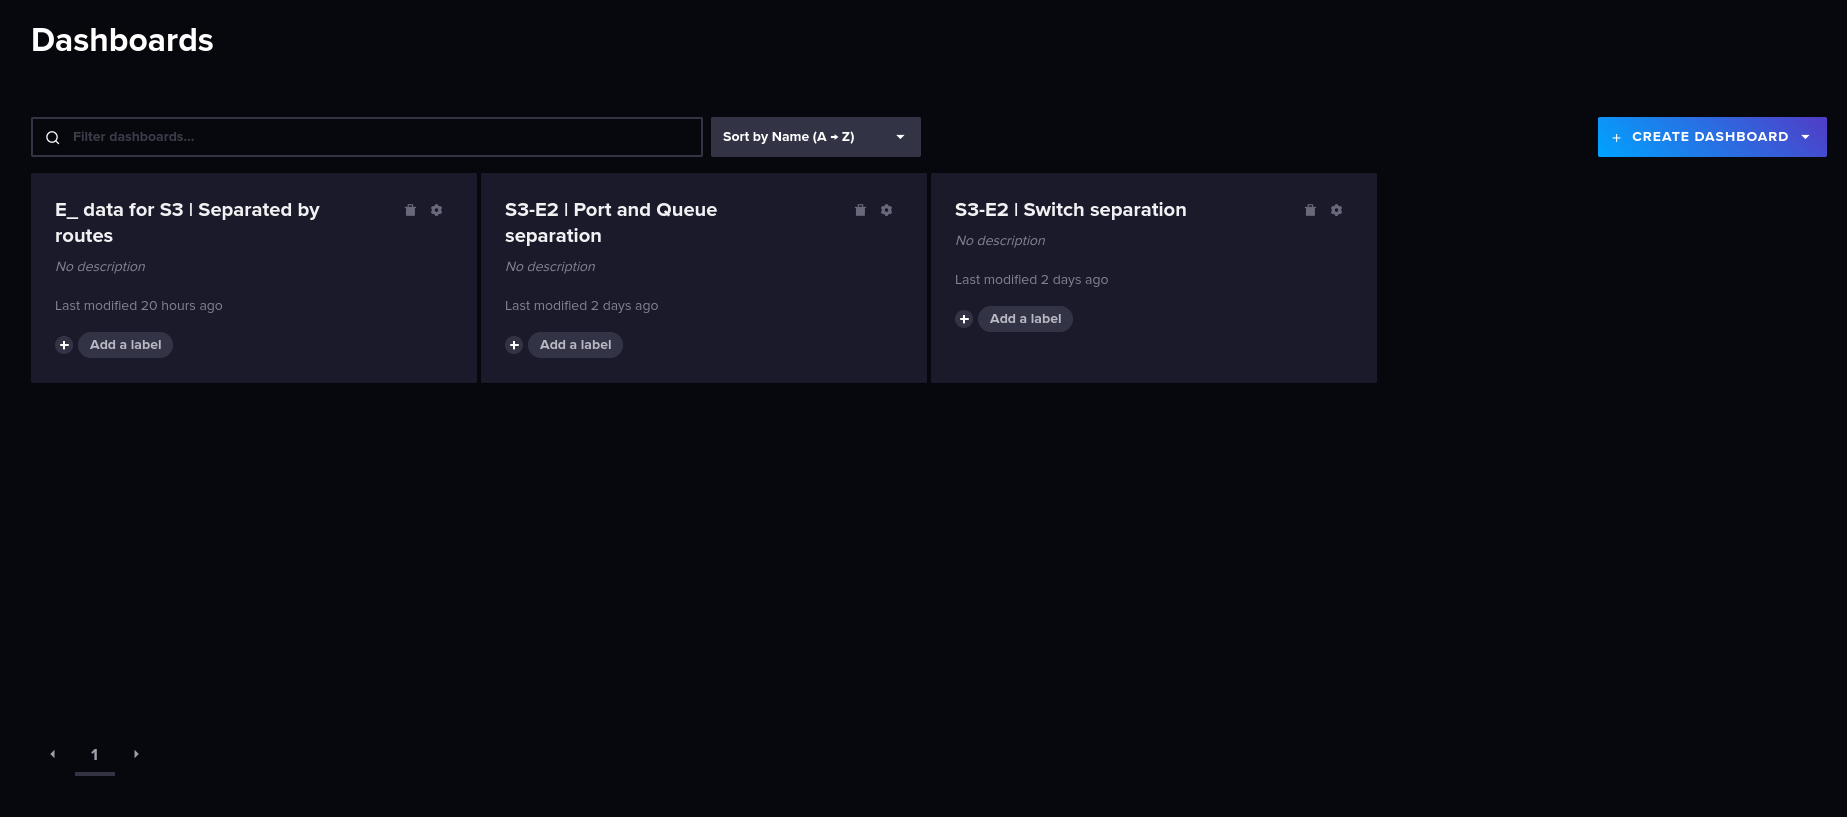 Dashboards
Filter dashboards...
Sort by Name (A → Z)
+ CREATE DASHBOARD
E_ data for S3 | Separated by
routes
No description
Last modified 20 hours ago
+ Add a label
S3-E2 | Port and Queue
separation
No description
Last modified 2 days ago
+ Add a label
S3-E2 | Switch separation
No description
Last modified 2 days ago
+ Add a label
1